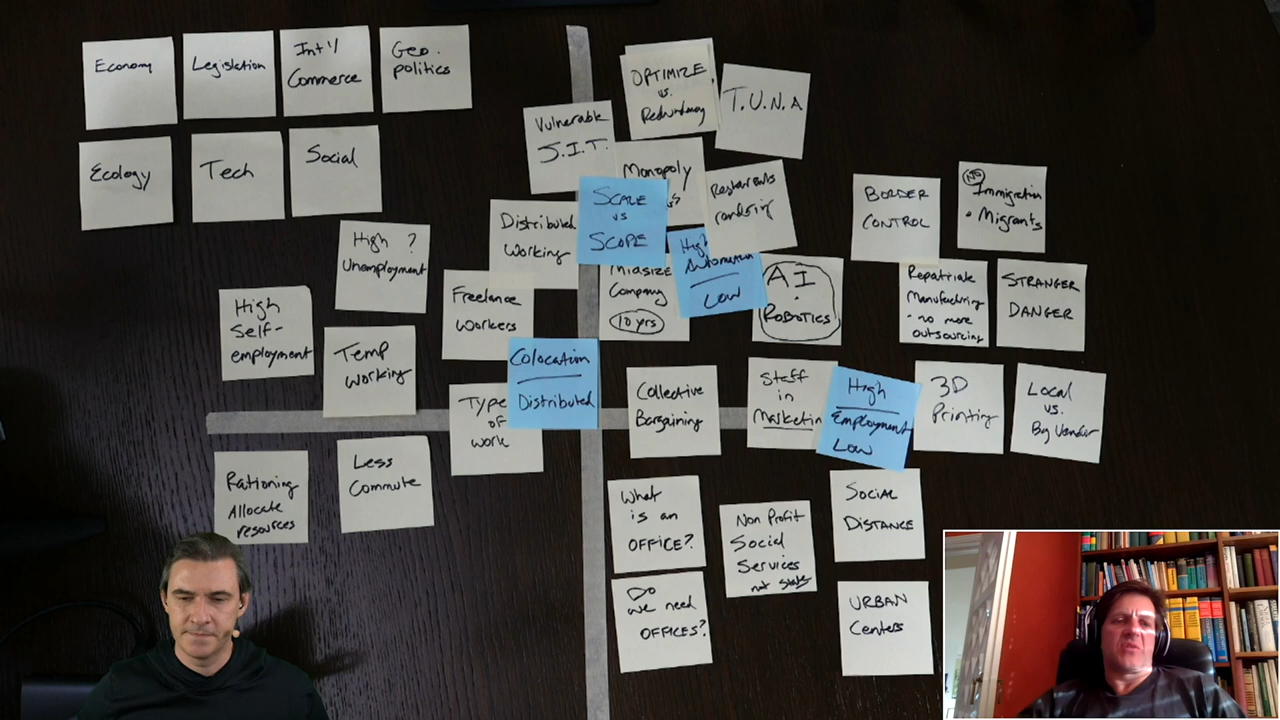 Economy
Legislation
Int'l
Commerce
Geo.
politics
Ecology
Tech
Social
OPTIMIZE
vs.
Redundancy
T.U.N.A
Vulnerable
J.I.T.
Monopoly
SCALE
vs
SCOPE
Restaurants
Distributed
Working
High
Automation
LOW
BORDER
CONTROL
NO
Immigration
• Migrants
High ?
Unemployment
High
Self-
employment
Freelance
Workers
Temp
Working
MIDSIZE
Company
10 yrs
AI
•
ROBOTICS
Repatriate
Manufacturing
• no more
outsourcing
STRANGER
DANGER
Colocation
Distributed
Type
of
work
Collective
Bargaining
Staff
in
Marketing
High
Employment
Low
3D
Printing
Local
vs.
By Vendor
Rationing
Allocate
resources
Less
Commute
What
is an
OFFICE?
Non Profit
Social
Services
not state
SOCIAL
DISTANCE
DO
we need
OFFICES?
URBAN
Centers